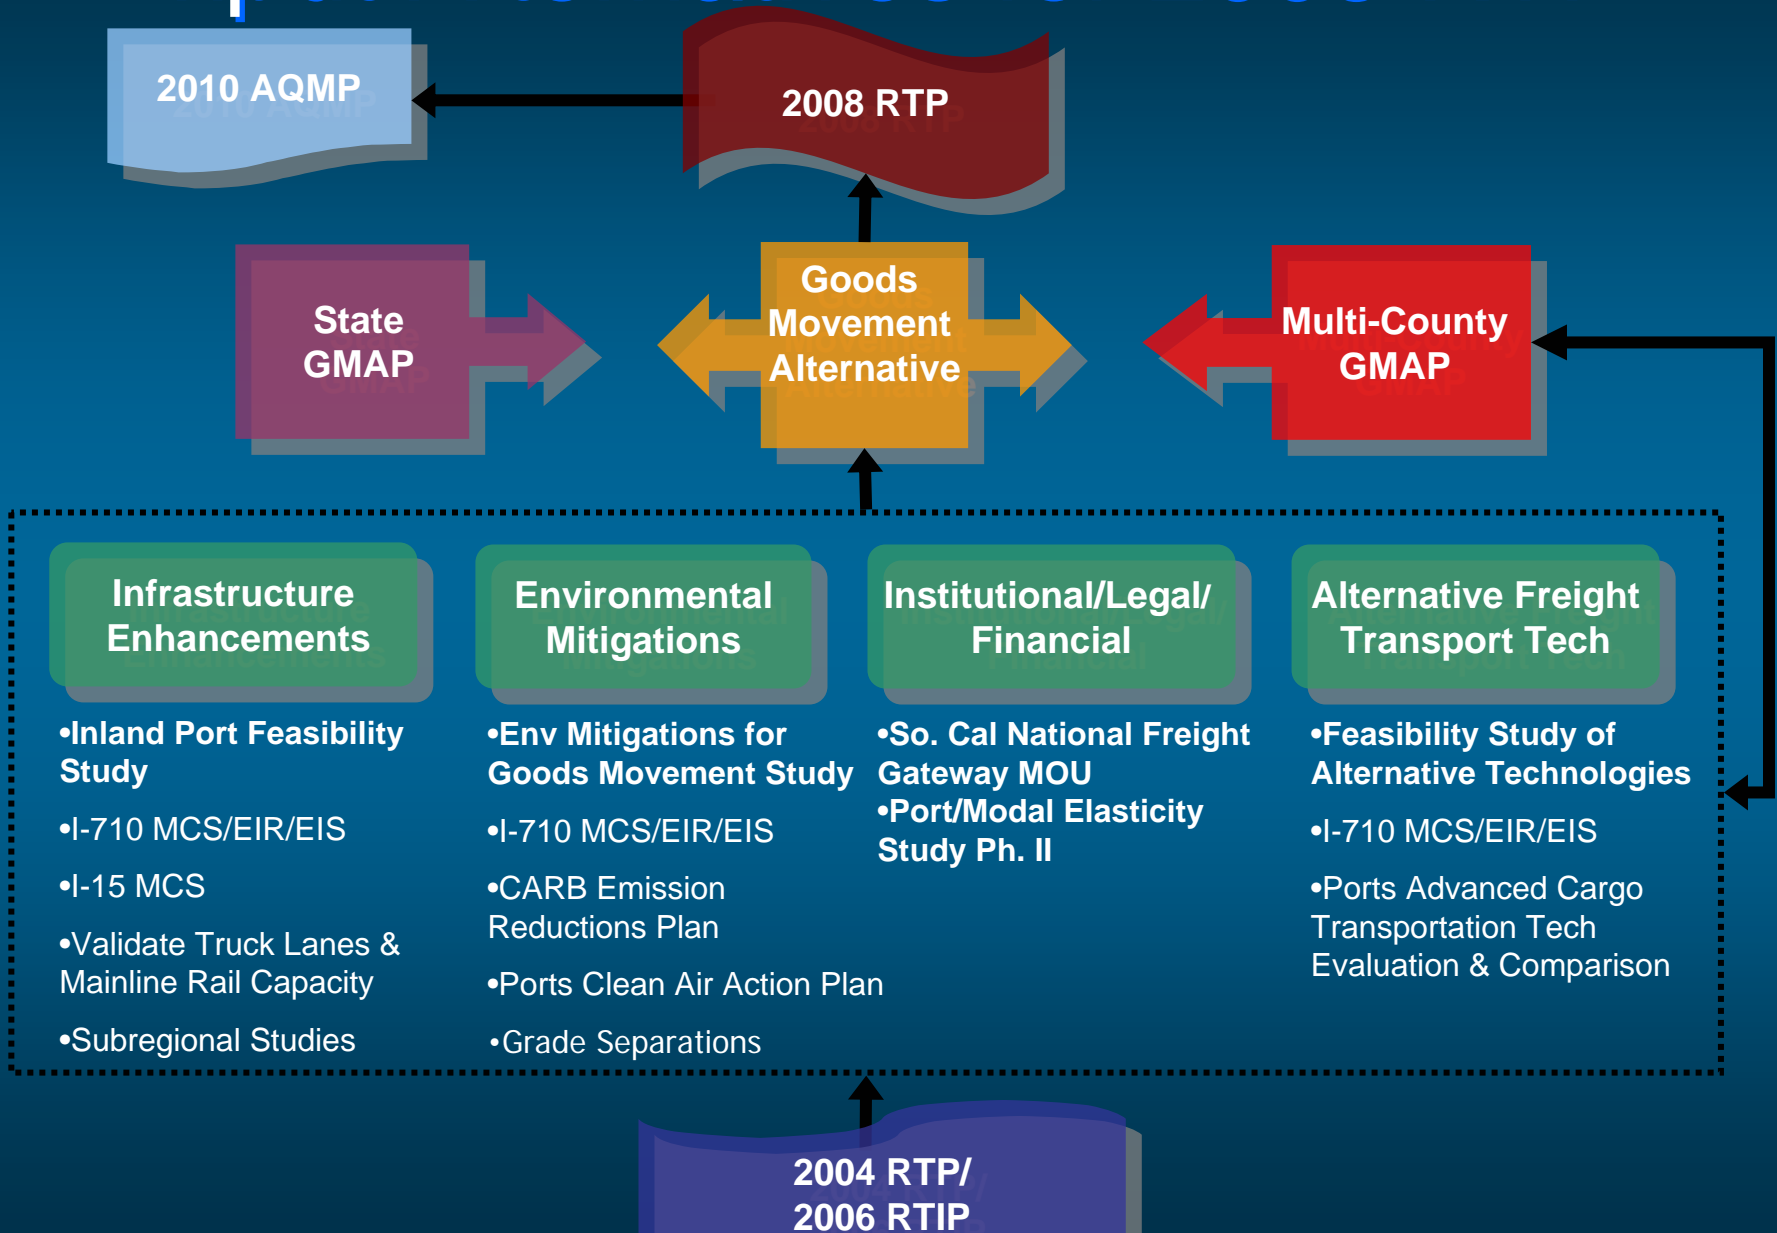 2010 AQMP
2008 RTP
State
GMAP
Goods
Movement
Alternative
Multi-County
GMAP
Infrastructure
Enhancements
•Inland Port Feasibility
Study
•I-710 MCS/EIR/EIS
•I-15 MCS
•Validate Truck Lanes &
Mainline Rail Capacity
•Subregional Studies
Environmental
Mitigations
•Env Mitigations for
Goods Movement Study
•I-710 MCS/EIR/EIS
•CARB Emission
Reductions Plan
•Ports Clean Air Action Plan
•Grade Separations
Institutional/Legal/
Financial
•So. Cal National Freight
Gateway MOU
•Port/Modal Elasticity
Study Ph. II
Alternative Freight
Transport Tech
•Feasibility Study of
Alternative Technologies
•I-710 MCS/EIR/EIS
•Ports Advanced Cargo
Transportation Tech
Evaluation & Comparison
2004 RTP/
2006 RTIP